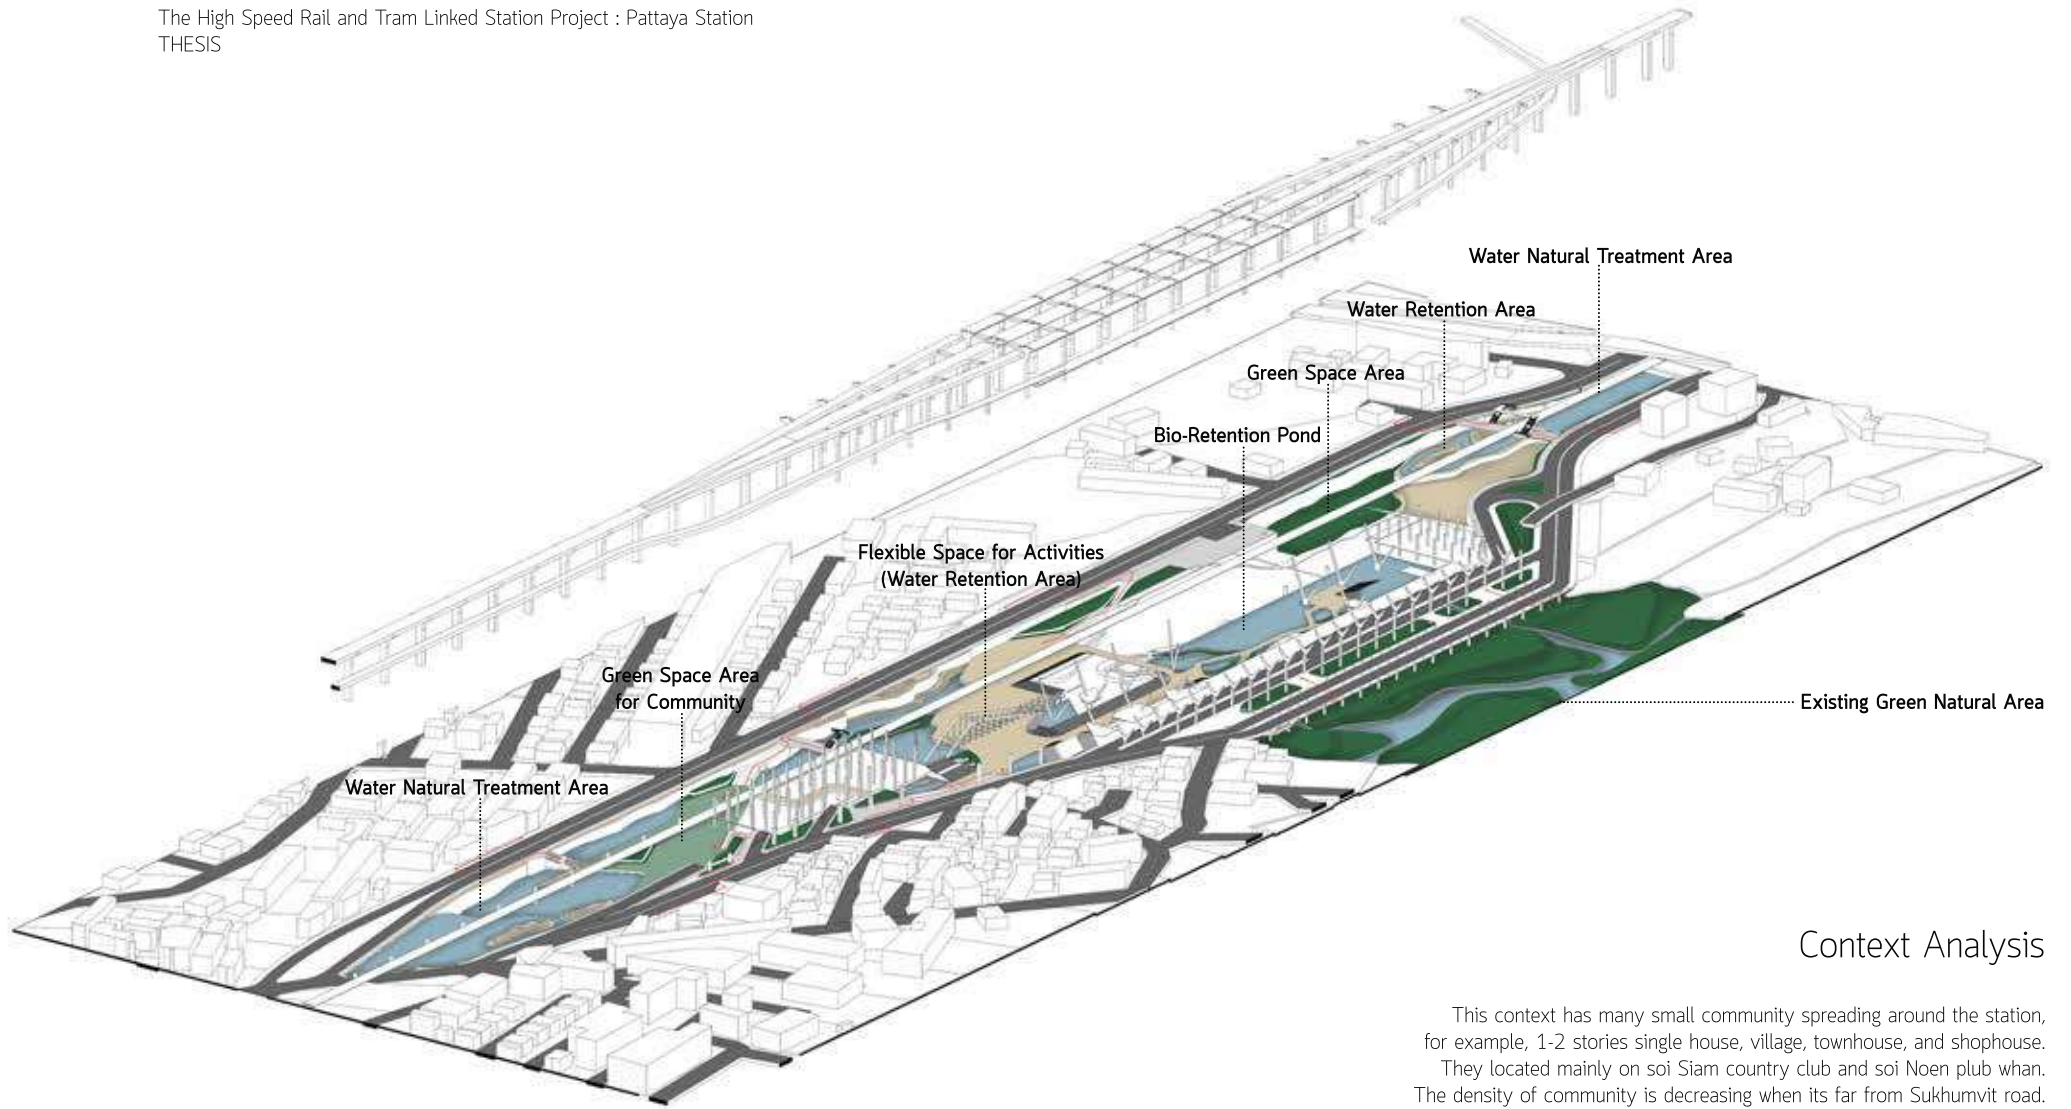 The High Speed Rail and Tram Linked Station Project : Pattaya Station
THESIS
Water Natural Treatment Area
Water Retention Area
Green Space Area
Bio-Retention Pond
Flexible Space for Activities
(Water Retention Area)
Green Space Area
for Community
Existing Green Natural Area
Water Natural Treatment Area
Context Analysis
This context has many small community spreading around the station,
for example, 1-2 stories single house, village, townhouse, and shophouse.
They located mainly on soi Siam country club and soi Noen plub whan.
The density of community is decreasing when its far from Sukhumvit road.